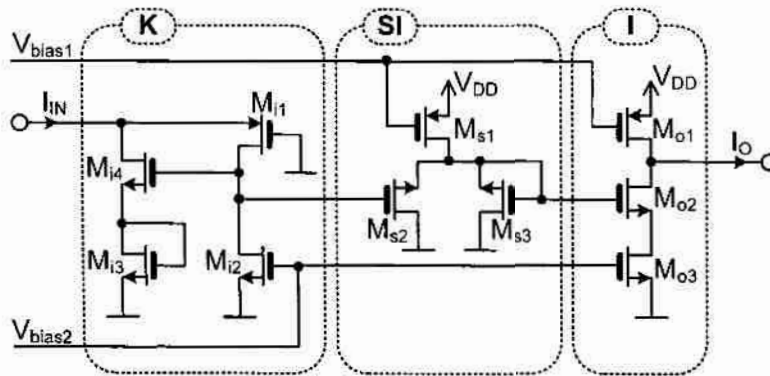 K
SI
I
V_bias1
V_DD
V_DD
I_IN
M_i1
M_s1
M_o1
I_O
M_i4
M_s2
M_s3
M_o2
M_i3
M_i2
M_o3
V_bias2